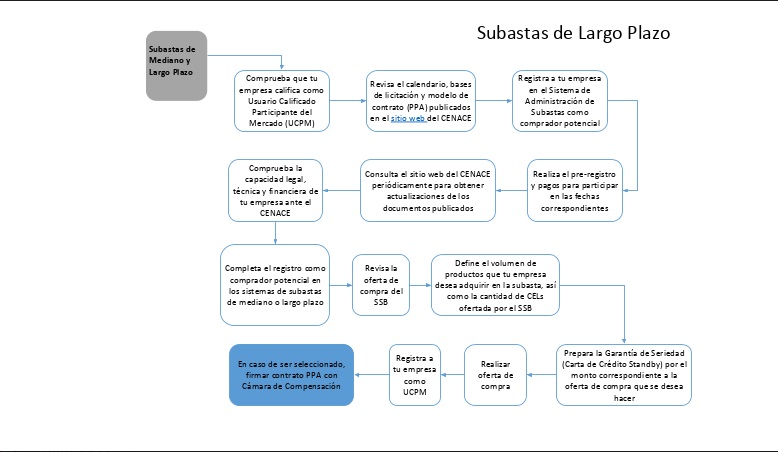 Subastas de Largo Plazo
Subastas de
Mediano y
Largo Plazo
Comprueba que tu
empresa califica como
Usuario Calificado
Participante del
Mercado (UCPM)
Revisa el calendario, bases
de licitación y modelo de
contrato (PPA) publicados
en el sitio web del CENACE
Registra a tu empresa
en el Sistema de
Administración de
Subastas como
comprador potencial
Realiza el pre-registro
y pagos para participar
en las fechas
correspondientes
Consulta el sitio web del CENACE
periódicamente para obtener
actualizaciones de los
documentos publicados
Comprueba la
capacidad legal,
técnica y financiera de
tu empresa ante el
CENACE
Completa el registro como
comprador potencial en
los sistemas de subastas
de mediano o largo plazo
Revisa la
oferta de
compra del
SSB
Define el volumen de
productos que tu empresa
desea adquirir en la subasta, así
como la cantidad de CELs
ofertada por el SSB
Prepara la Garantía de Seriedad
(Carta de Crédito Standby) por el
monto correspondiente a la
oferta de compra que se desea
hacer
Realizar
oferta de
compra
Registra a
tu empresa
como
UCPM
En caso de ser seleccionado,
firmar contrato PPA con
Cámara de Compensación